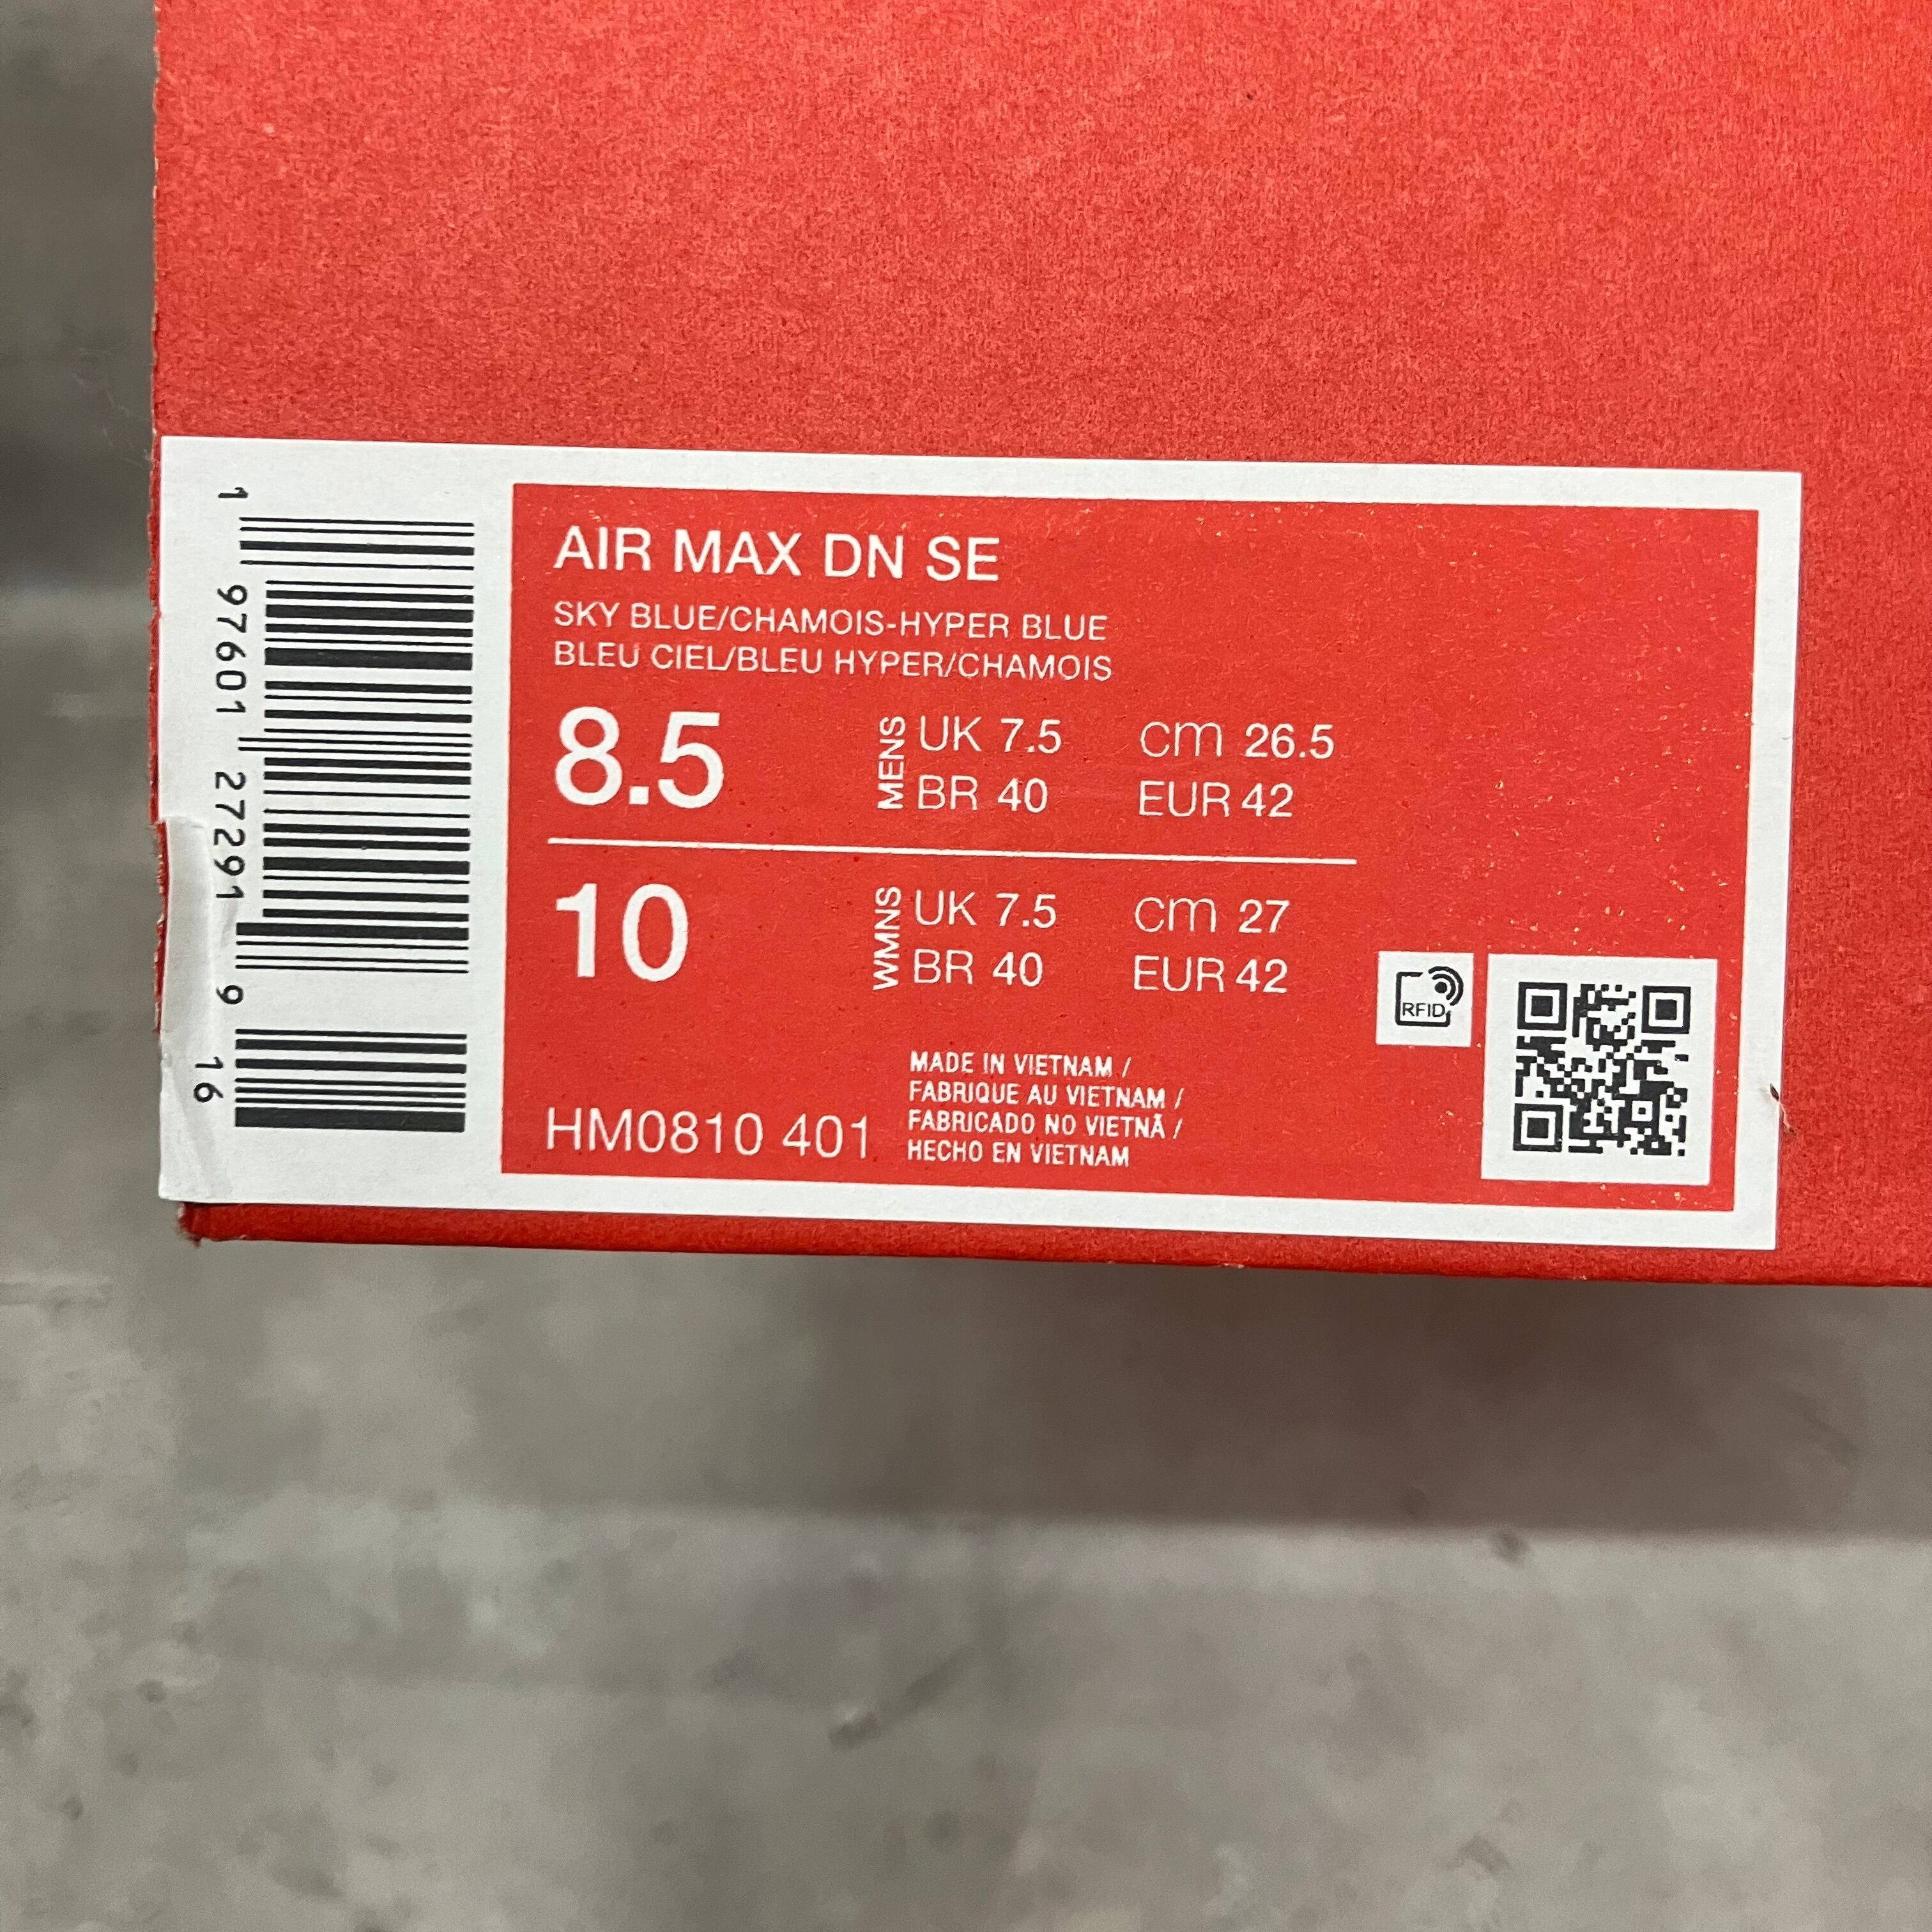 AIR MAX DN SE
SKY BLUE/CHAMOIS-HYPER BLUE
BLEU CIEL/BLEU HYPER/CHAMOIS
8.5
MENS
UK 7.5 cm 26.5
BR 40 EUR 42
10
WMNS
UK 7.5 cm 27
BR 40 EUR 42
RFID
HM0810 401
MADE IN VIETNAM /
FABRIQUE AU VIETNAM /
FABRICADO NO VIETNÃ /
HECHO EN VIETNAM
1 97601 27291 9 16